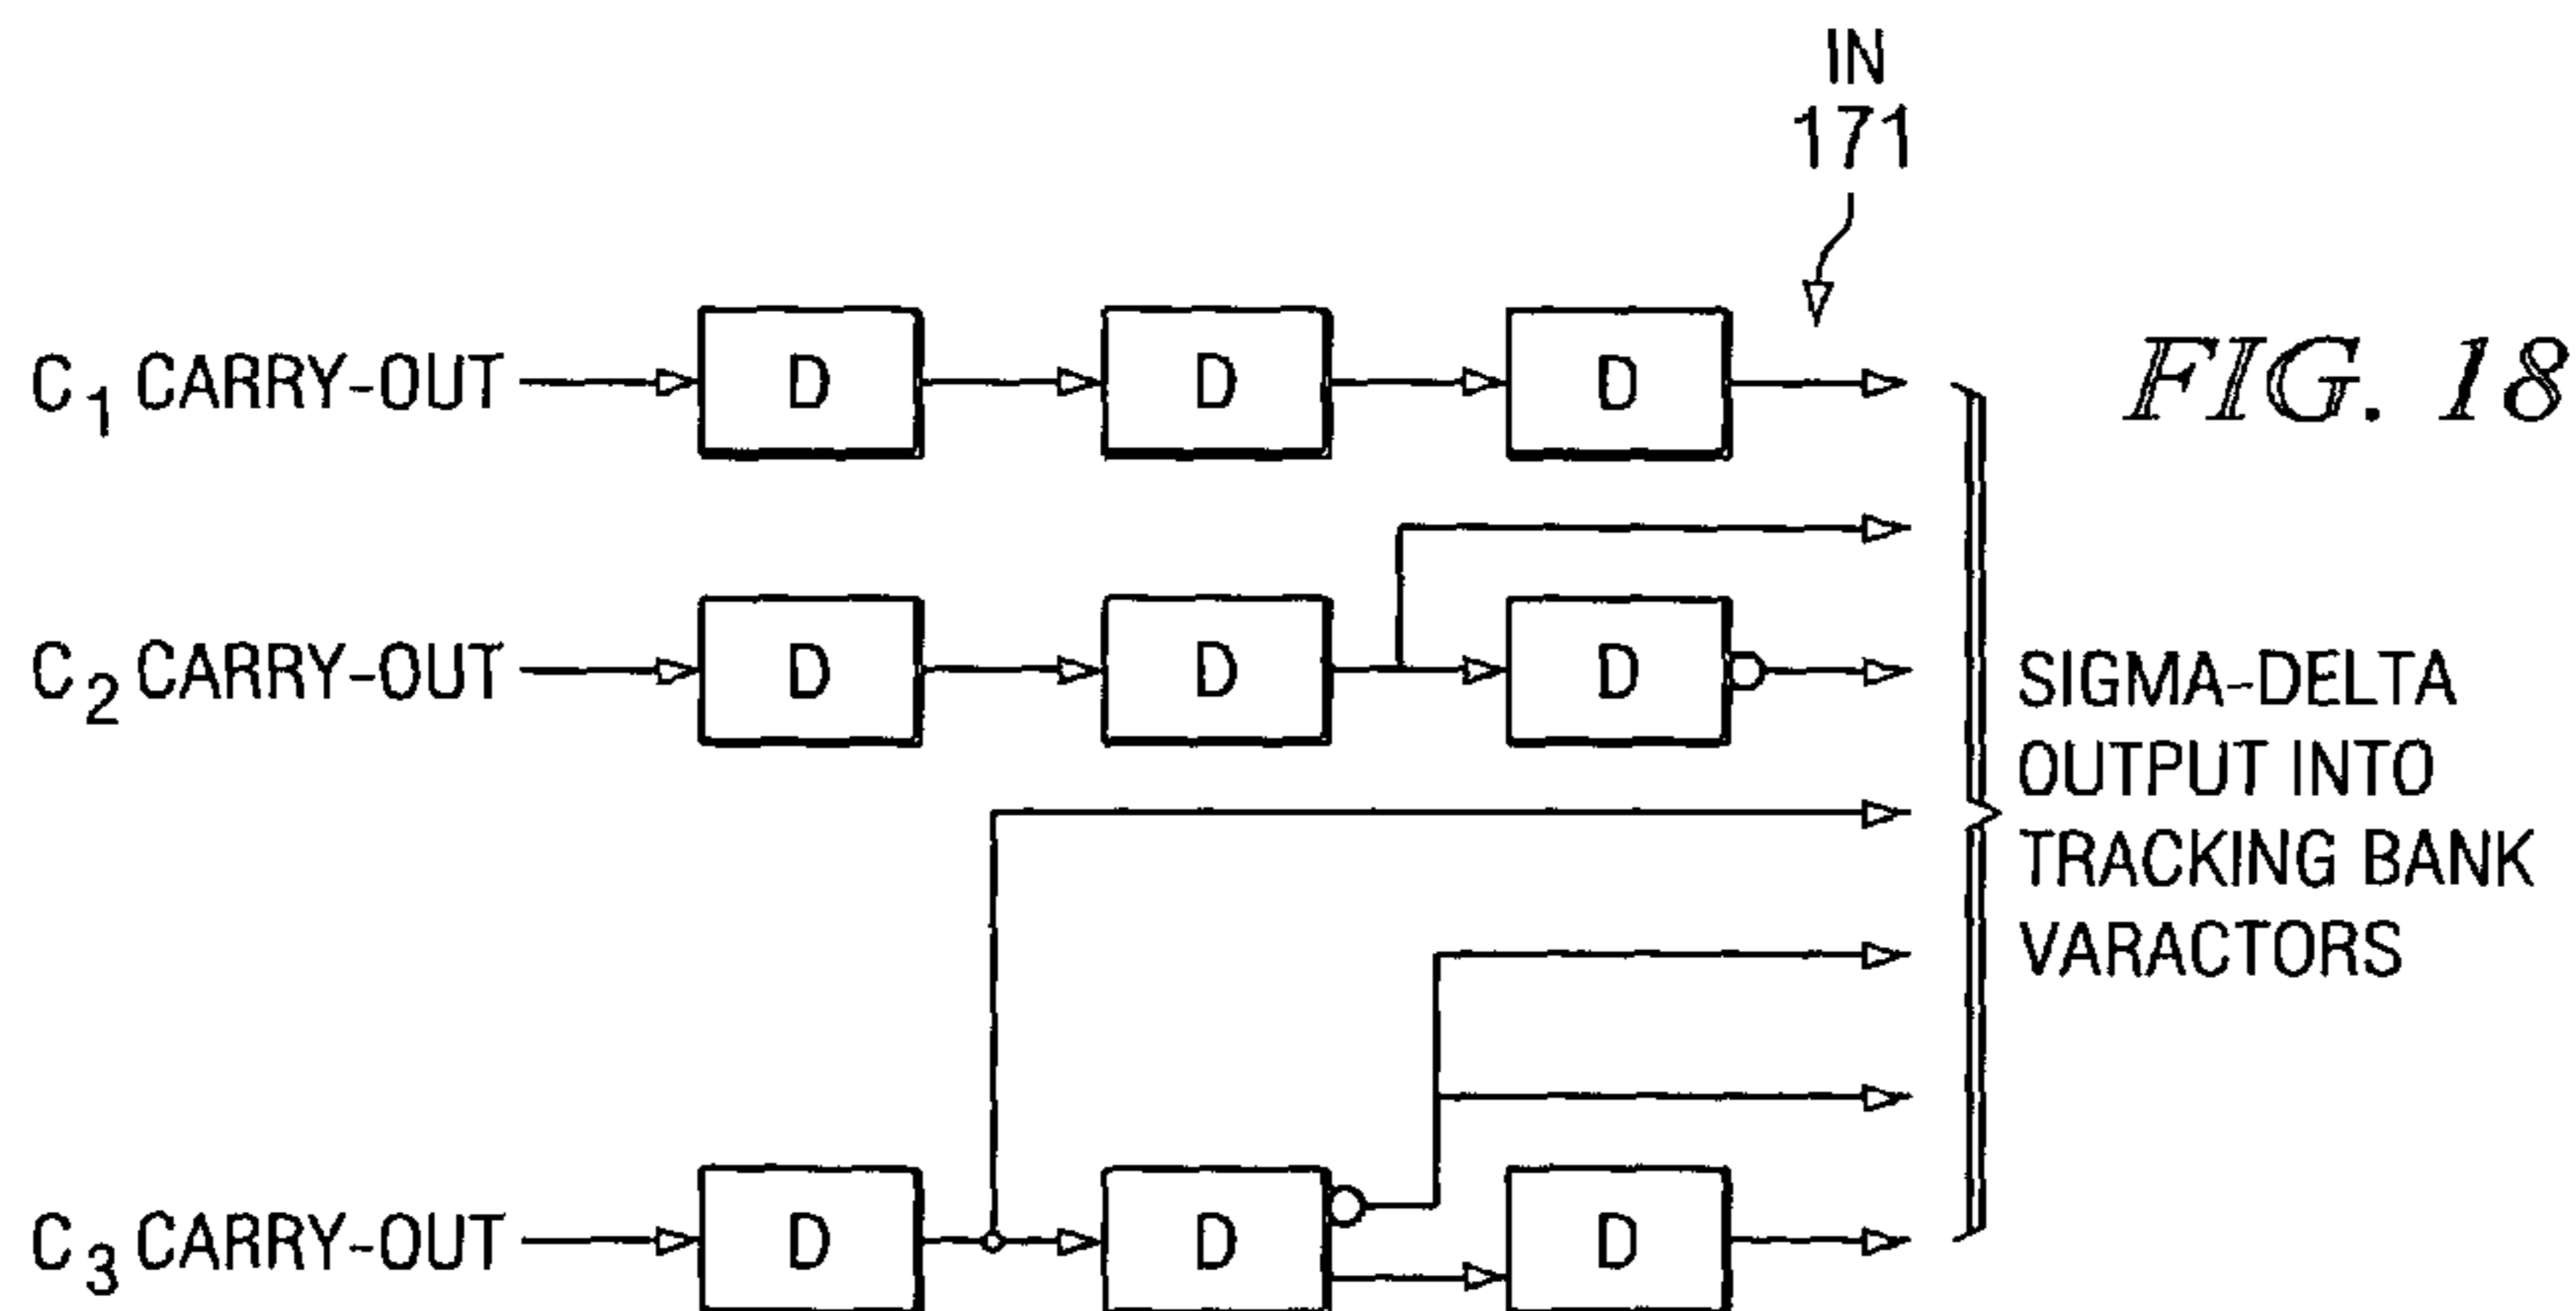 IN
171
FIG. 18
C1 CARRY-OUT
D
D
D
C2 CARRY-OUT
D
D
D
SIGMA-DELTA
OUTPUT INTO
TRACKING BANK
VARACTORS
C3 CARRY-OUT
D
D
D